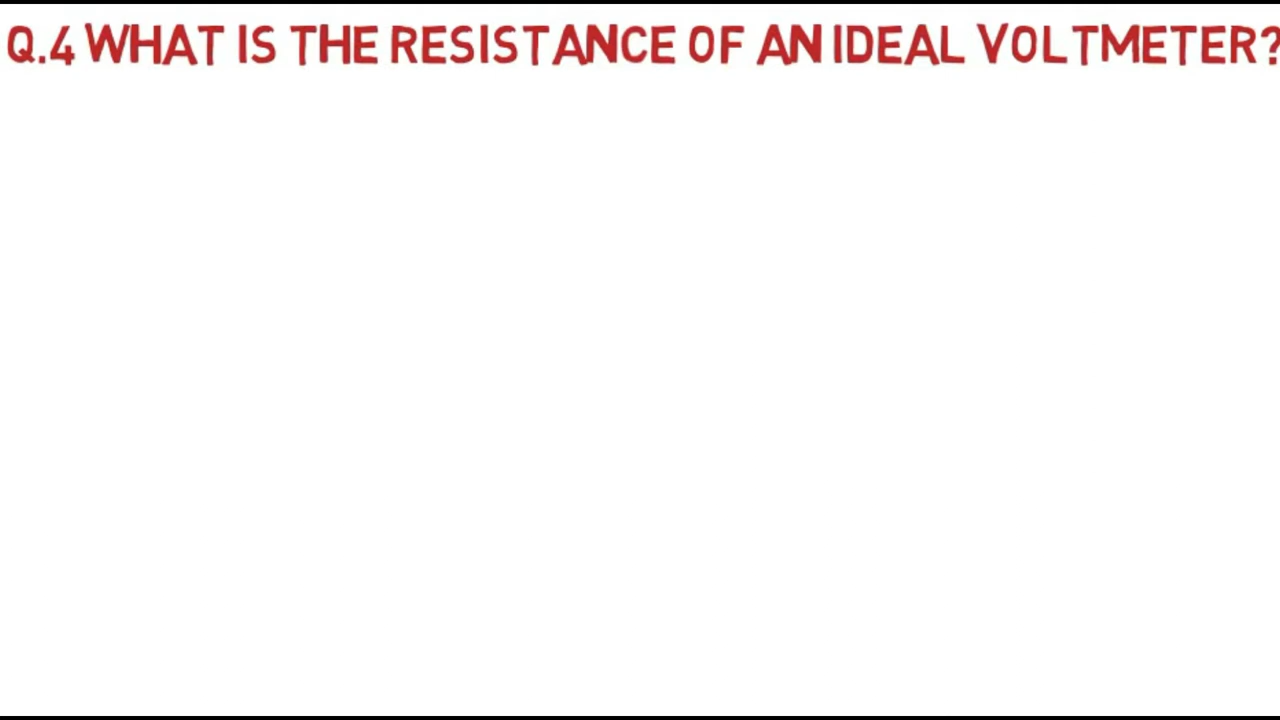 Q.4 WHAT IS THE RESISTANCE OF AN IDEAL VOLTMETER?